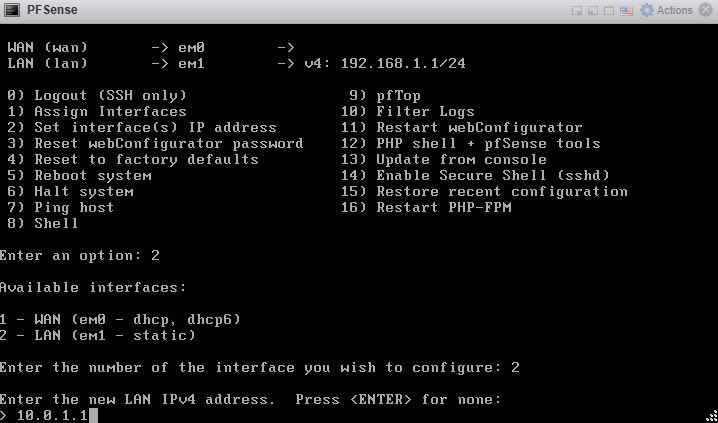 PFSense Actions
WAN (wan) -> em0 ->
LAN (lan) -> em1 -> v4: 192.168.1.1/24
0) Logout (SSH only) 9) pfTop
1) Assign Interfaces 10) Filter Logs
2) Set interface(s) IP address 11) Restart webConfigurator
3) Reset webConfigurator password 12) PHP shell + pfSense tools
4) Reset to factory defaults 13) Update from console
5) Reboot system 14) Enable Secure Shell (sshd)
6) Halt system 15) Restore recent configuration
7) Ping host 16) Restart PHP-FPM
8) Shell
Enter an option: 2
Available interfaces:
1 - WAN (em0 - dhcp, dhcp6)
2 - LAN (em1 - static)
Enter the number of the interface you wish to configure: 2
Enter the new LAN IPv4 address. Press <ENTER> for none:
> 10.0.1.1